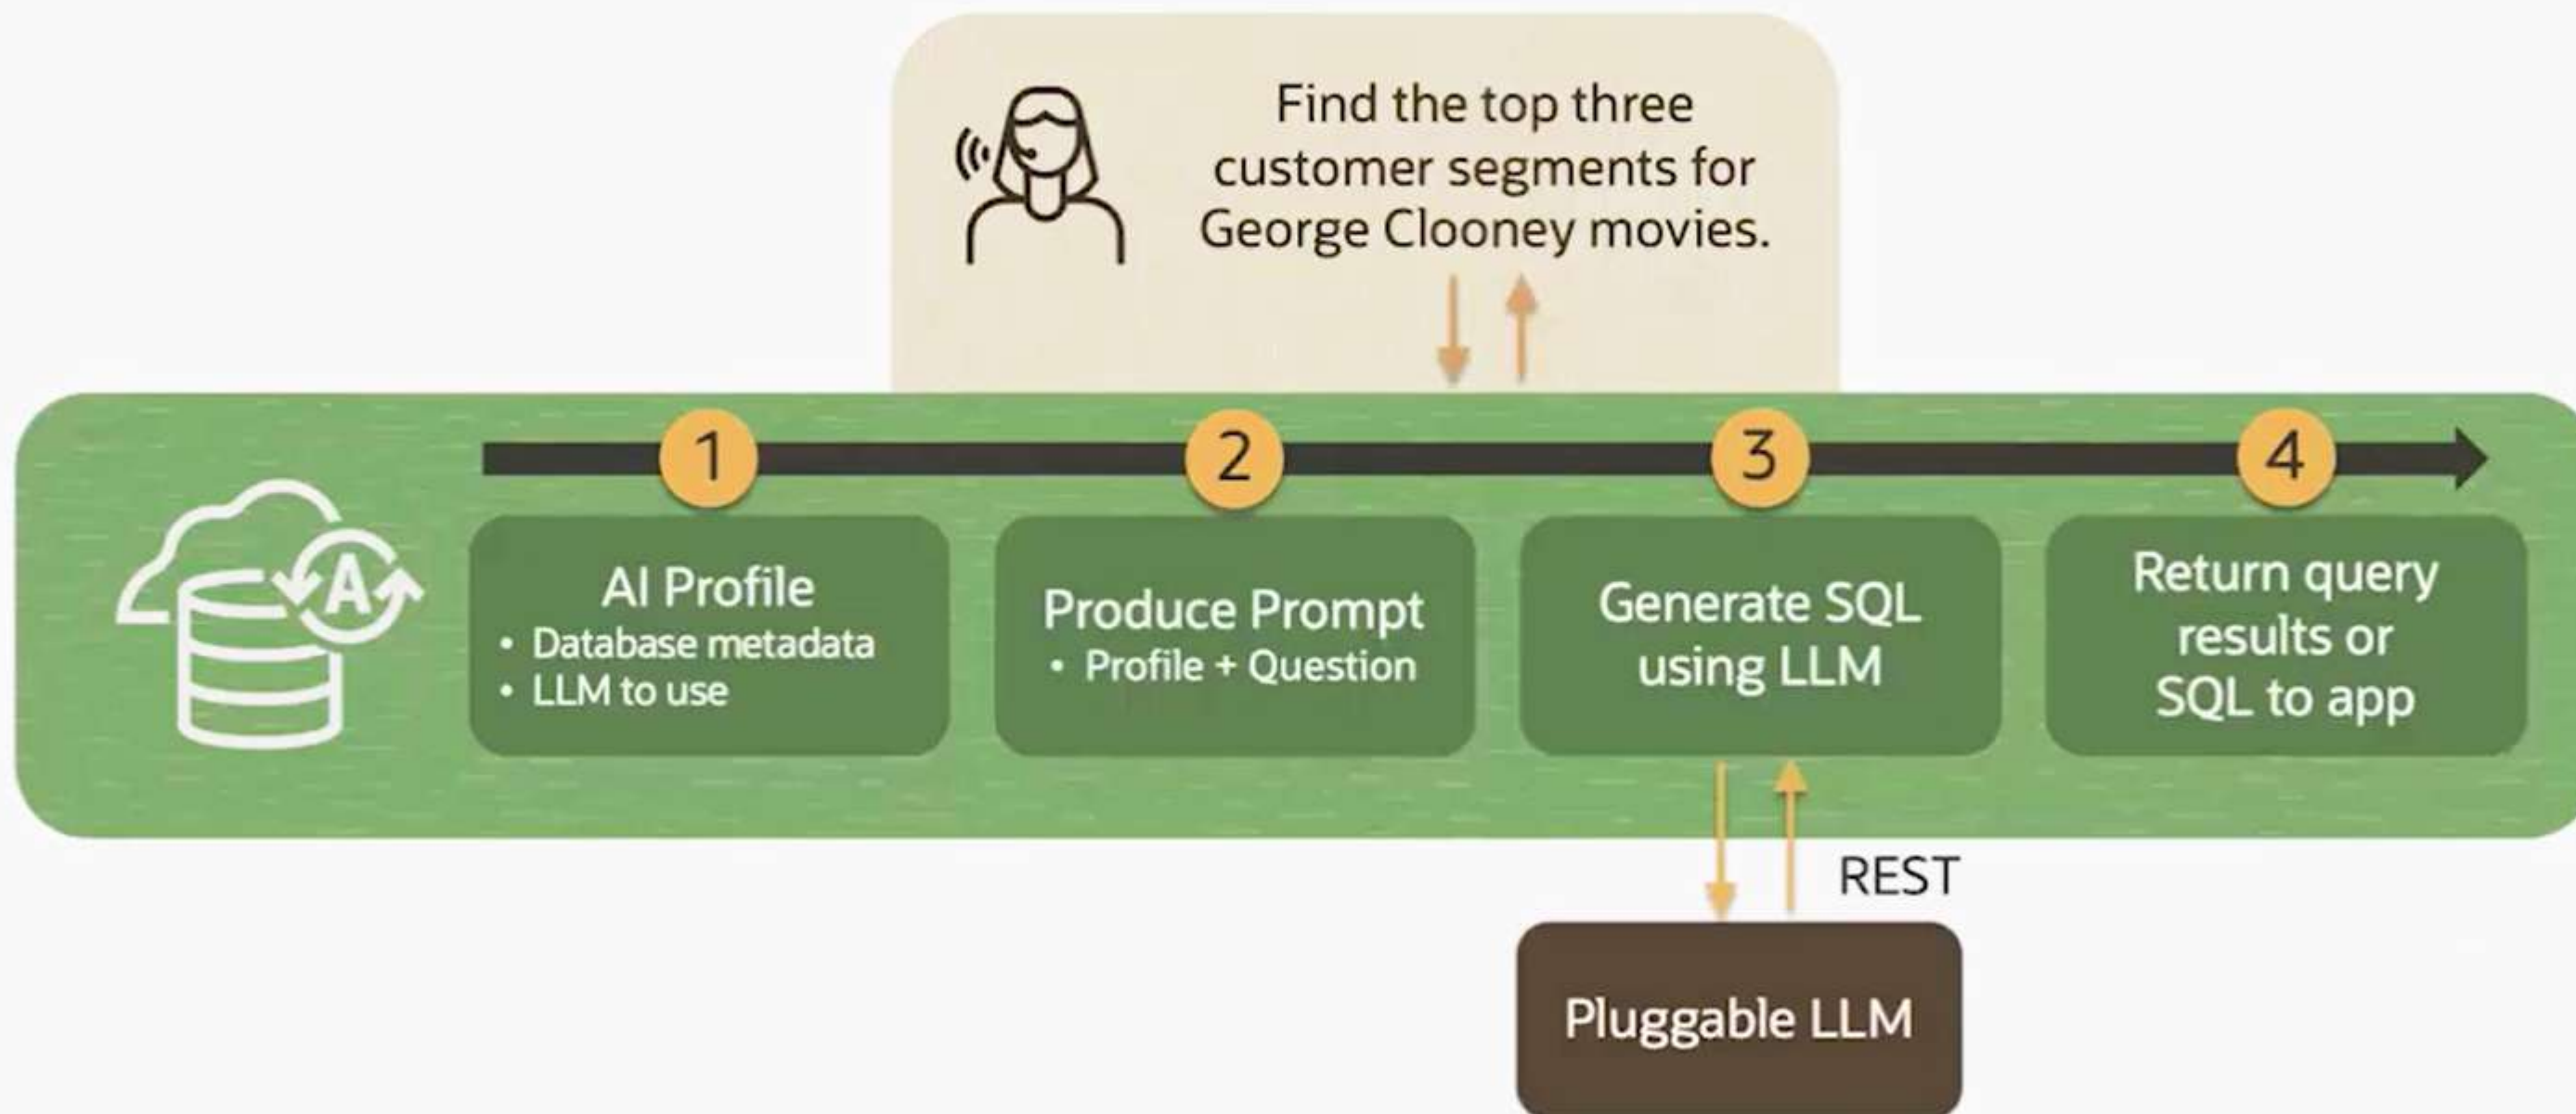 Find the top three
customer segments for
George Clooney movies.
1
2
3
4
A
AI Profile
• Database metadata
• LLM to use
Produce Prompt
• Profile + Question
Generate SQL
using LLM
Return query
results or
SQL to app
REST
Pluggable LLM